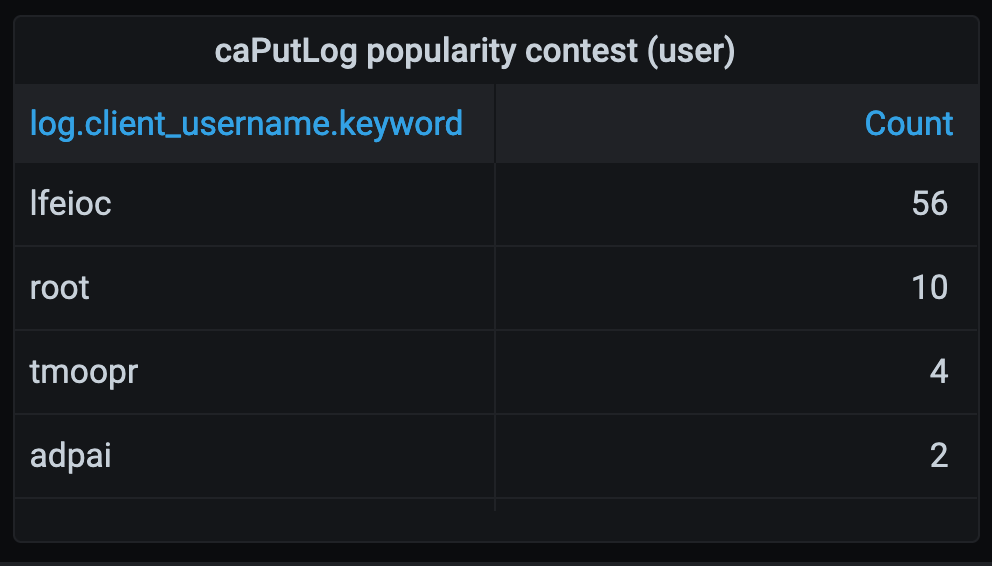 caPutLog popularity contest (user)
log.client_username.keyword Count
lfeioc 56
root 10
tmoopr 4
adpai 2